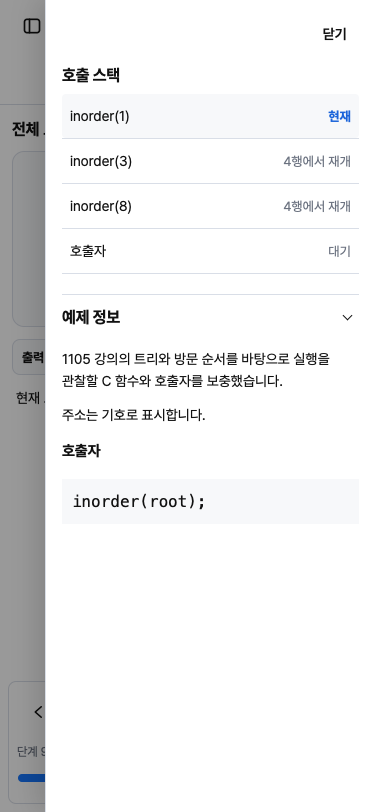 닫기
호출 스택
inorder(1) 현재
inorder(3) 4행에서 재개
inorder(8) 4행에서 재개
호출자 대기
전체
출력
현재
예제 정보
1105 강의의 트리와 방문 순서를 바탕으로 실행을
관찰할 C 함수와 호출자를 보충했습니다.
주소는 기호로 표시합니다.
호출자
inorder(root);
단계